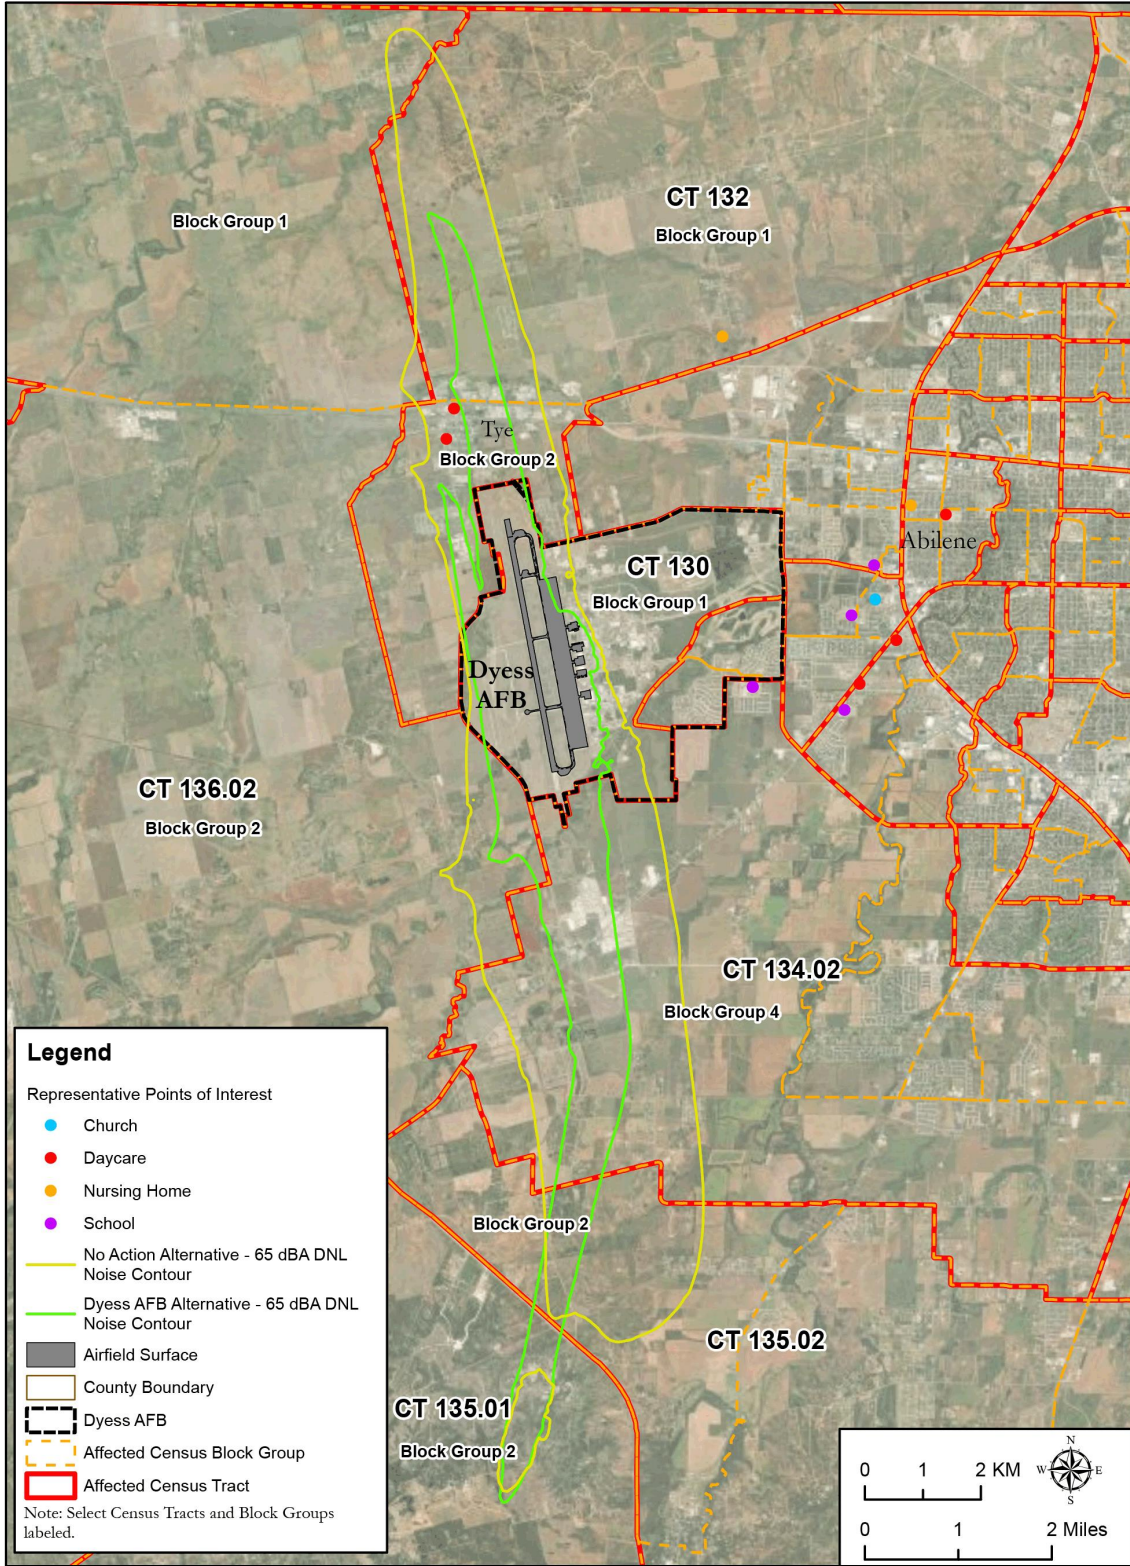 CT 132
Block Group 1
Block Group 1
Tye
Block Group 2
Abilene
CT 130
Block Group 1
Dyess
AFB
CT 136.02
Block Group 2
CT 134.02
Block Group 4
Block Group 2
CT 135.02
CT 135.01
Block Group 2
Legend
Representative Points of Interest
Church
Daycare
Nursing Home
School
No Action Alternative - 65 dBA DNL
Noise Contour
Dyess AFB Alternative - 65 dBA DNL
Noise Contour
Airfield Surface
County Boundary
Dyess AFB
Affected Census Block Group
Affected Census Tract
Note: Select Census Tracts and Block Groups
labeled.
N
W E
S
0 1 2 KM
0 1 2 Miles